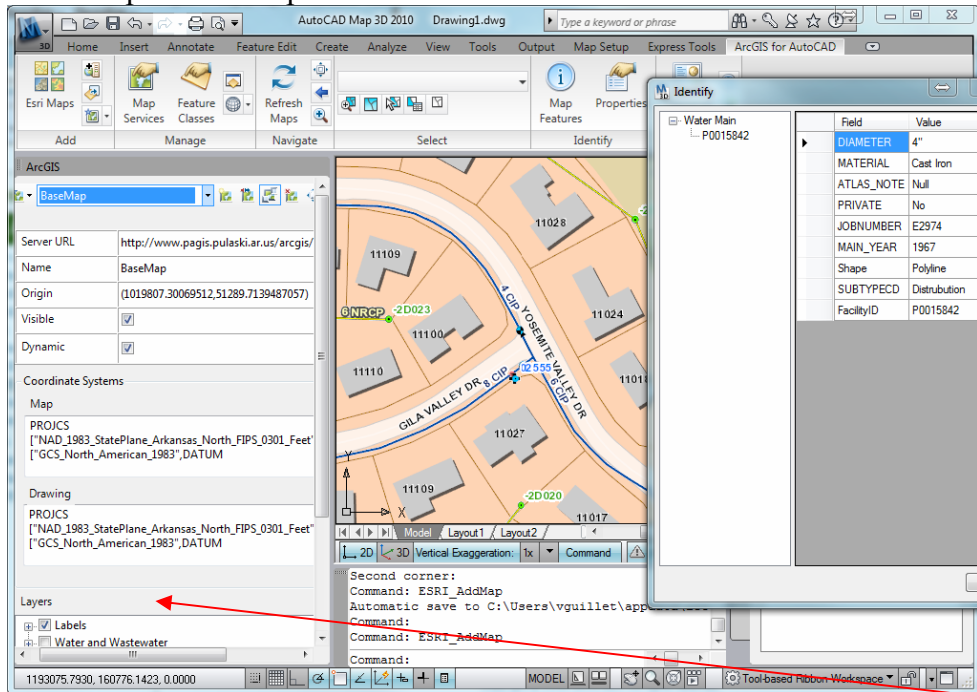 AutoCAD Map 3D 2010 Drawing1.dwg
Type a keyword or phrase
3D
Home Insert Annotate Feature Edit Create Analyze View Tools Output Map Setup Express Tools ArcGIS for AutoCAD
Esri Maps
Map Services
Feature Classes
Refresh Maps
Map Features
Properties
Add Manage Navigate Select Identify
ArcGIS
BaseMap
Server URL http://www.pagis.pulaski.ar.us/arcgis/
Name BaseMap
Origin (1019807.30069512,51289.7139487057)
Visible
Dynamic
Coordinate Systems
Map
PROJCS
["NAD_1983_StatePlane_Arkansas_North_FIPS_0301_Feet"
["GCS_North_American_1983",DATUM
Drawing
PROJCS
["NAD_1983_StatePlane_Arkansas_North_FIPS_0301_Feet"
["GCS_North_American_1983",DATUM
Layers
Labels
Water and Wastewater
11028
11109
6 NRCP
-2D023
4 CIP
11024
11100
YOSEMITE VALLEY DR
11110
8 CIP
6 CIP
GILA VALLEY DR
11027
11109
-2D020
11017
Y
X
Model Layout1 Layout2
2D 3D Vertical Exaggeration: 1x Command
Second corner:
Command: ESRI_AddMap
Automatic save to C:\Users\vguillet\app
Command:
Command: ESRI_AddMap
Command:
Identify
Water Main
P0015842
Field Value
DIAMETER 4"
MATERIAL Cast Iron
ATLAS_NOTE Null
PRIVATE No
JOBNUMBER E2974
MAIN_YEAR 1967
Shape Polyline
SUBTYPECD Distrubution
FacilityID P0015842
1193075.7930, 160776.1423, 0.0000
MODEL
Tool-based Ribbon Workspace